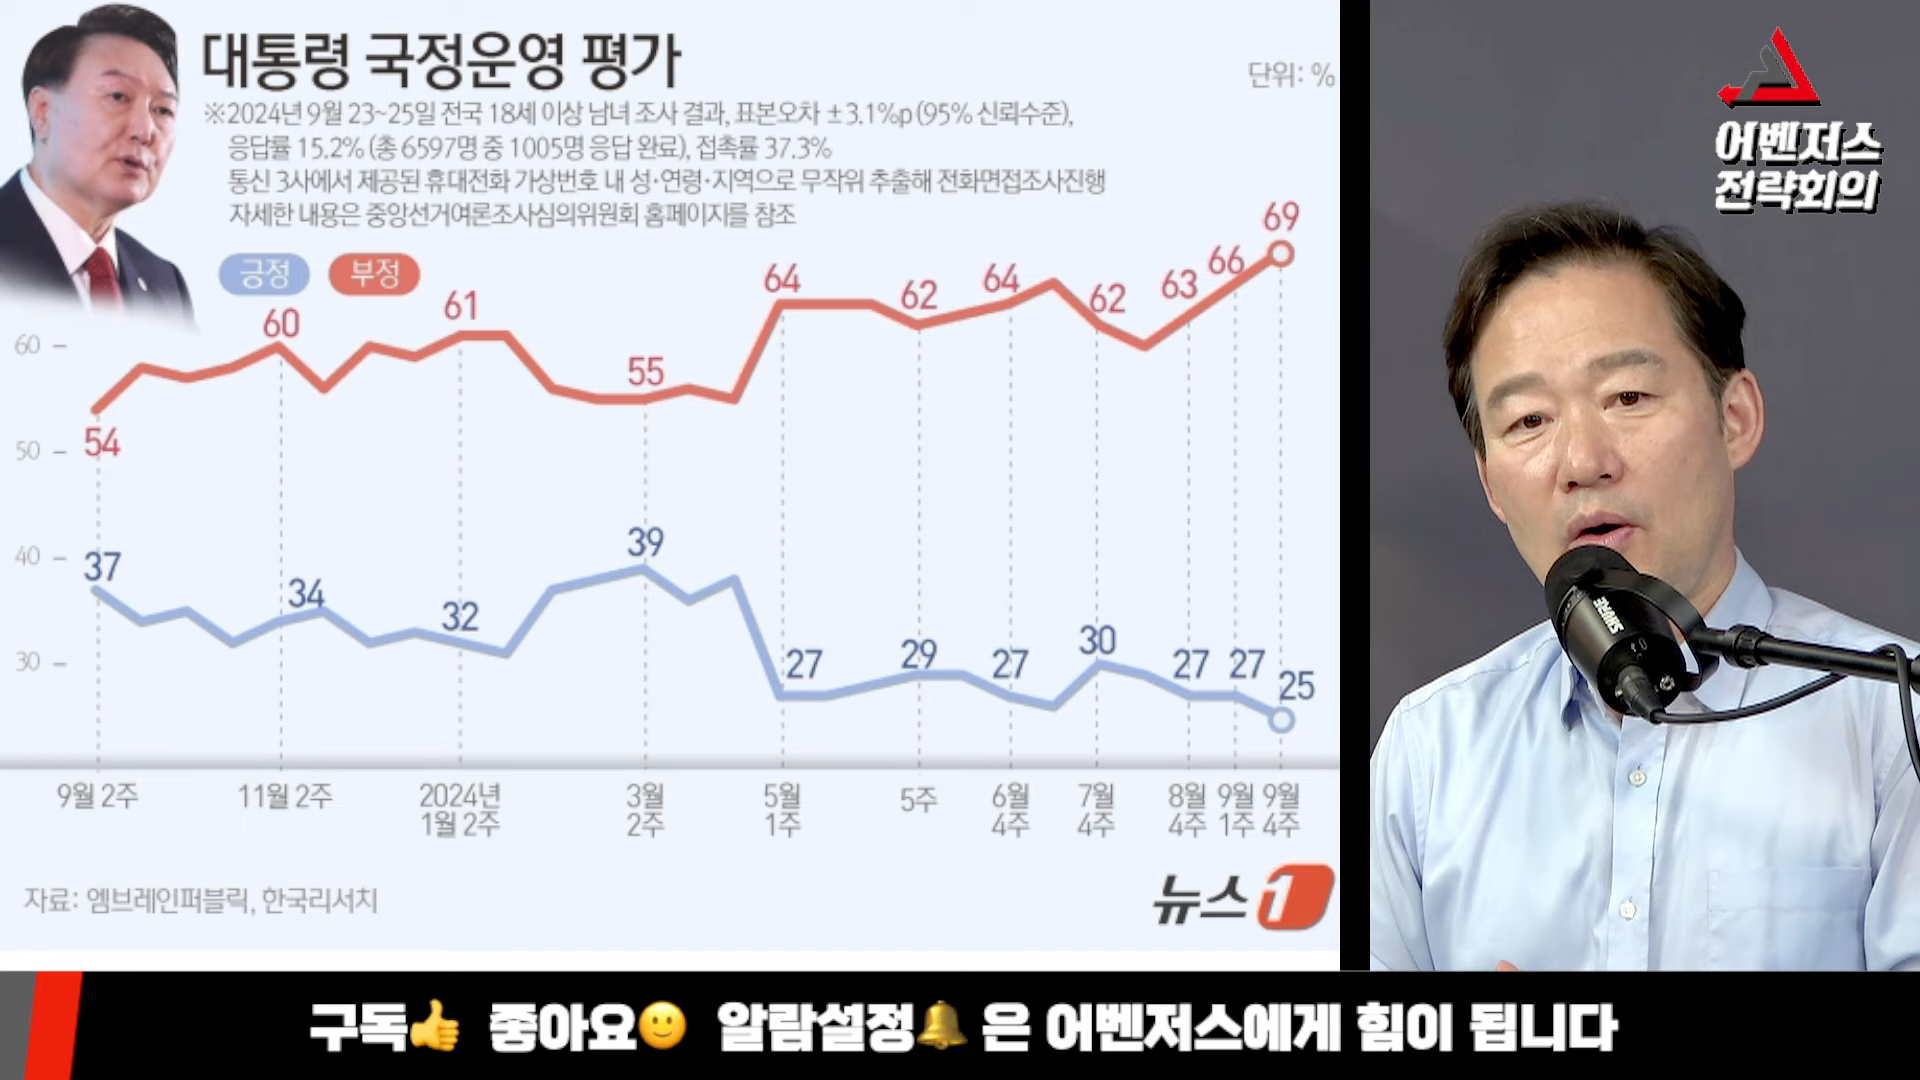 대통령 국정운영 평가
단위: %
※2024년 9월 23~25일 전국 18세 이상 남녀 조사 결과, 표본오차 ±3.1%p (95% 신뢰수준),
응답률 15.2% (총 6597명 중 1005명 응답 완료), 접촉률 37.3%
통신 3사에서 제공된 휴대전화 가상번호 내 성·연령·지역으로 무작위 추출해 전화면접조사진행
자세한 내용은 중앙선거여론조사심의위원회 홈페이지를 참조
긍정 부정
60
50
40
30
54 60 61 55 64 62 64 62 63 66 69
37 34 32 39 27 29 27 30 27 27 25
9월 2주
11월 2주
2024년
1월 2주
3월
2주
5월
1주
5주
6월
4주
7월
4주
8월
4주
9월
1주
9월
4주
자료: 엠브레인퍼블릭, 한국리서치
뉴스1
어벤저스
전략회의
SHURE
구독👍 좋아요🙂 알람설정🔔 은 어벤저스에게 힘이 됩니다